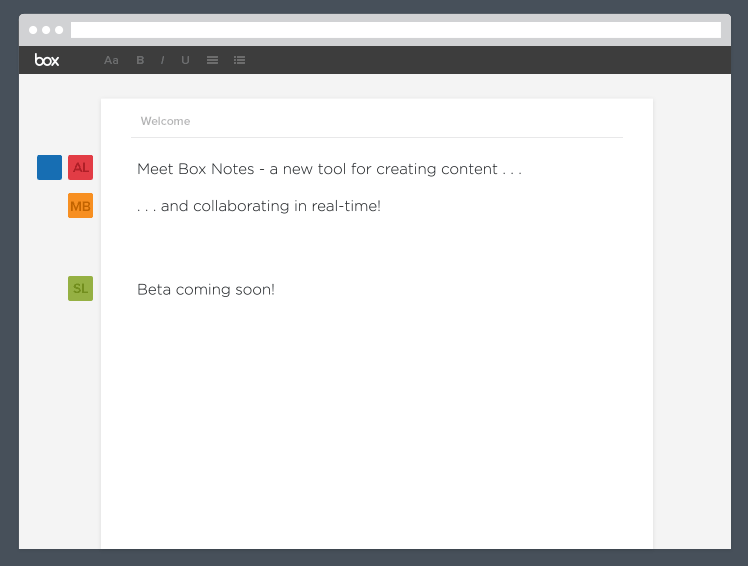 box Aa B I U
Welcome
AL Meet Box Notes - a new tool for creating content . . .
MB . . . and collaborating in real-time!
SL Beta coming soon!